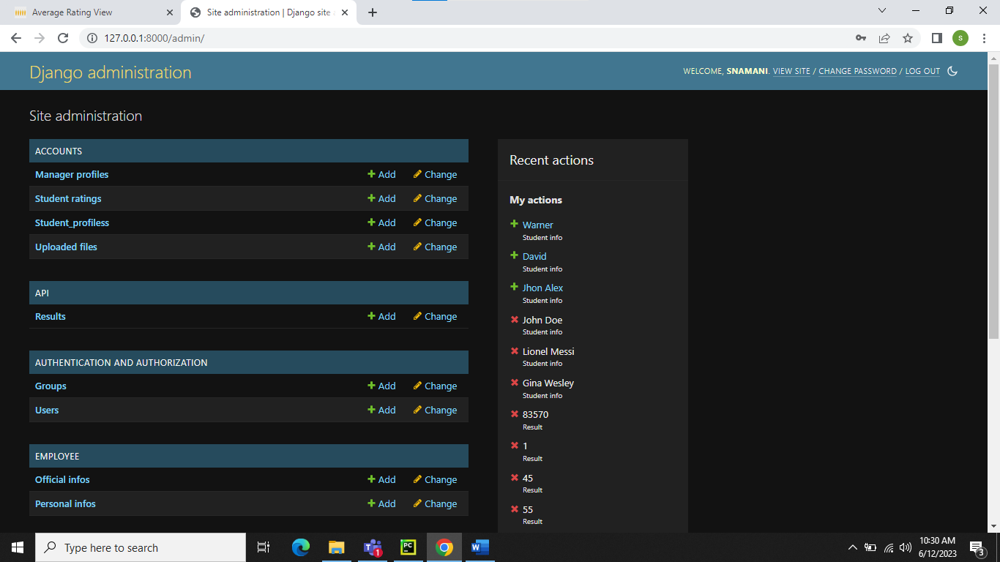 Average Rating View
Site administration | Django site
127.0.0.1:8000/admin/
S
Django administration
WELCOME, SNAMANI. VIEW SITE / CHANGE PASSWORD / LOG OUT
Site administration
ACCOUNTS
Manager profiles Add Change
Student ratings Add Change
Student_profiless Add Change
Uploaded files Add Change
API
Results Add Change
AUTHENTICATION AND AUTHORIZATION
Groups Add Change
Users Add Change
EMPLOYEE
Official infos Add Change
Personal infos Add Change
Recent actions
My actions
Warner
Student info
David
Student info
Jhon Alex
Student info
John Doe
Student info
Lionel Messi
Student info
Gina Wesley
Student info
83570
Result
1
Result
45
Result
55
Result
Type here to search
T
1
PC
W
10:30 AM
6/12/2023
3